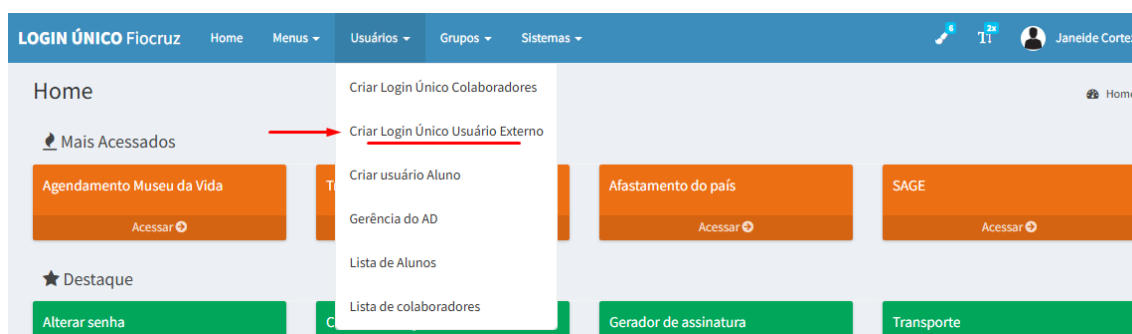 LOGIN ÚNICO Fiocruz Home Menus Usuários Grupos Sistemas 6 2x Janeide Cortez
Home
Home
Mais Acessados
Criar Login Único Colaboradores
Criar Login Único Usuário Externo
Criar usuário Aluno
Gerência do AD
Lista de Alunos
Lista de colaboradores
Agendamento Museu da Vida
Acessar
Afastamento do país
Acessar
SAGE
Acessar
Destaque
Alterar senha
Gerador de assinatura
Transporte